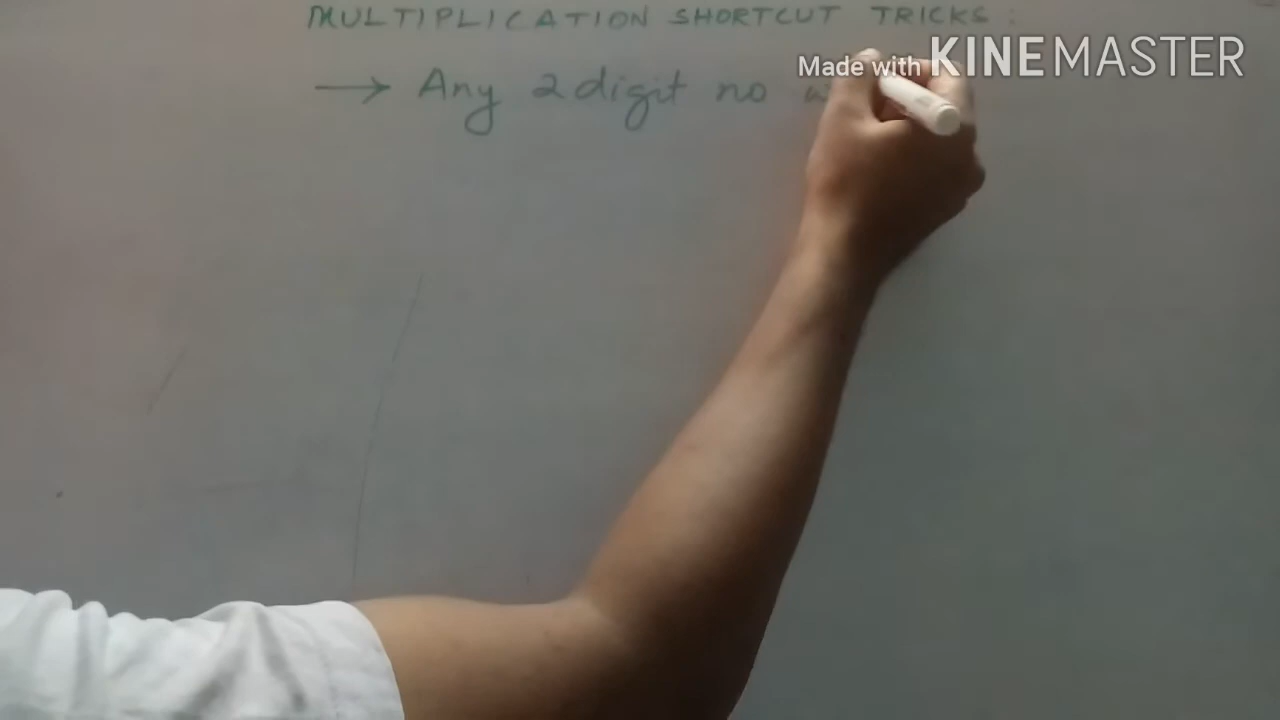 MULTIPLICATION SHORTCUT TRICKS :
Made with KINEMASTER
→ Any 2 digit no